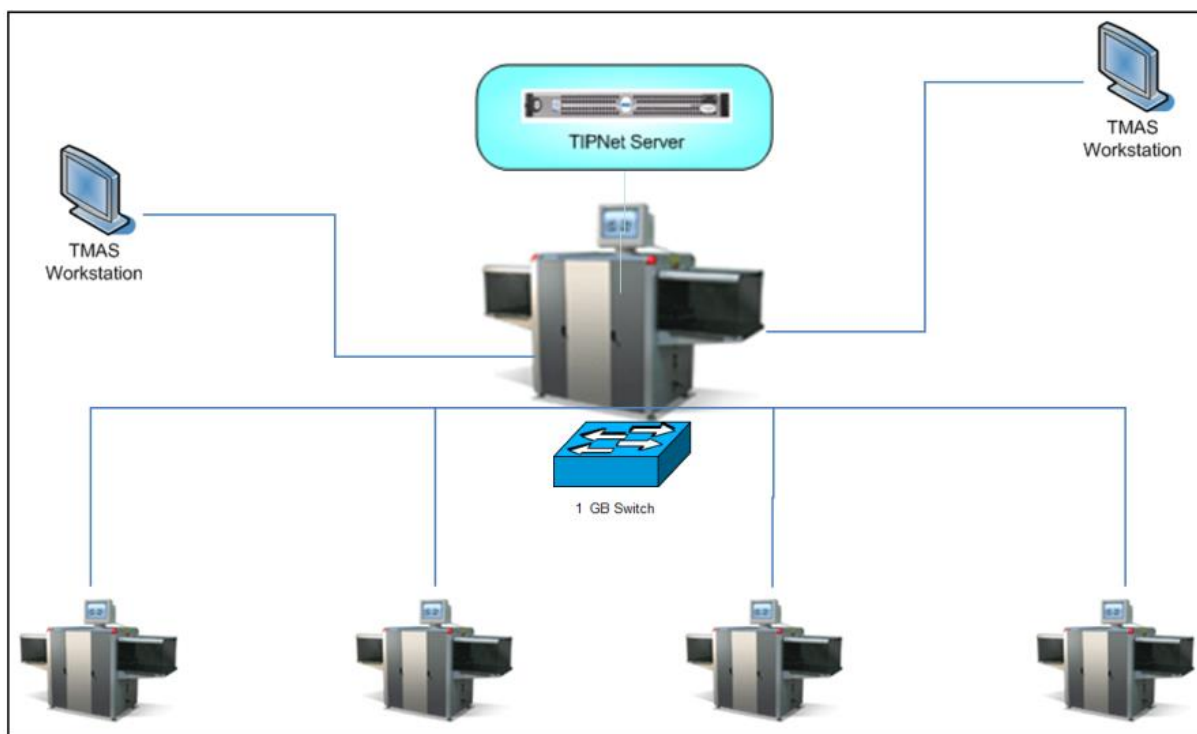 TIPNet Server
TMAS
Workstation
TMAS
Workstation
1 GB Switch